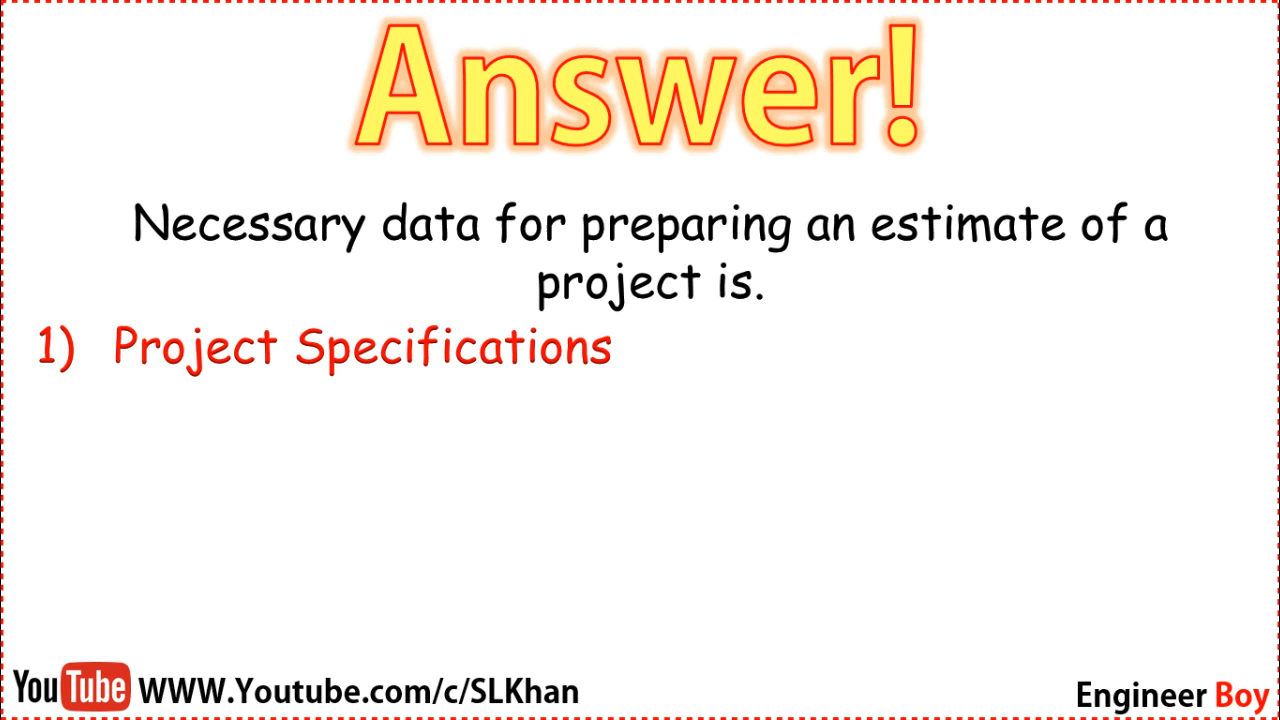 Answer!
Necessary data for preparing an estimate of a
project is.
1) Project Specifications
YouTube WWW.Youtube.com/c/SLKhan
Engineer Boy